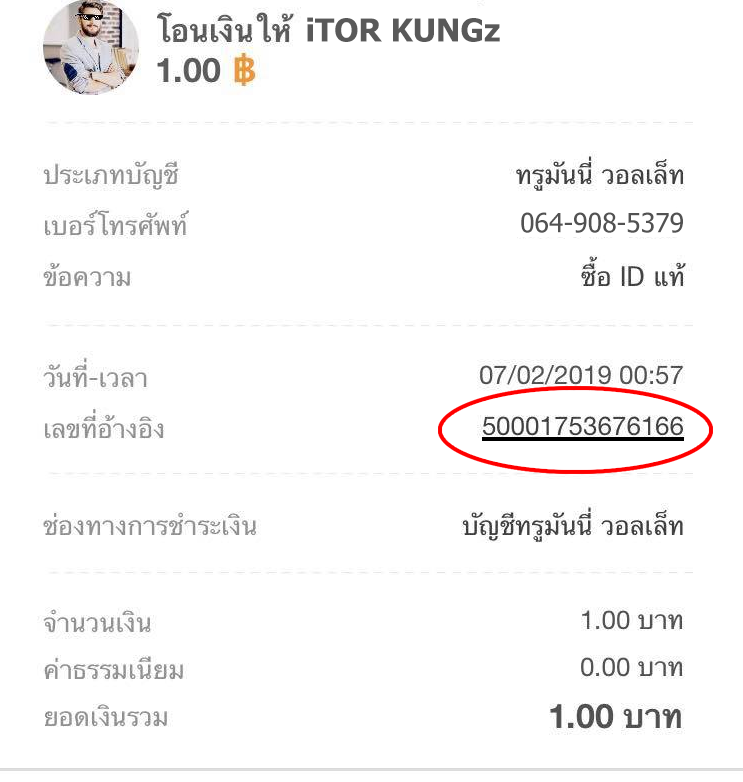 โอนเงินให้ iTOR KUNGz
1.00 ฿
ประเภทบัญชี ทรูมันนี่ วอลเล็ท
เบอร์โทรศัพท์ 064-908-5379
ข้อความ ซื้อ ID แท้
วันที่-เวลา 07/02/2019 00:57
เลขที่อ้างอิง 50001753676166
ช่องทางการชำระเงิน บัญชีทรูมันนี่ วอลเล็ท
จำนวนเงิน 1.00 บาท
ค่าธรรมเนียม 0.00 บาท
ยอดเงินรวม 1.00 บาท